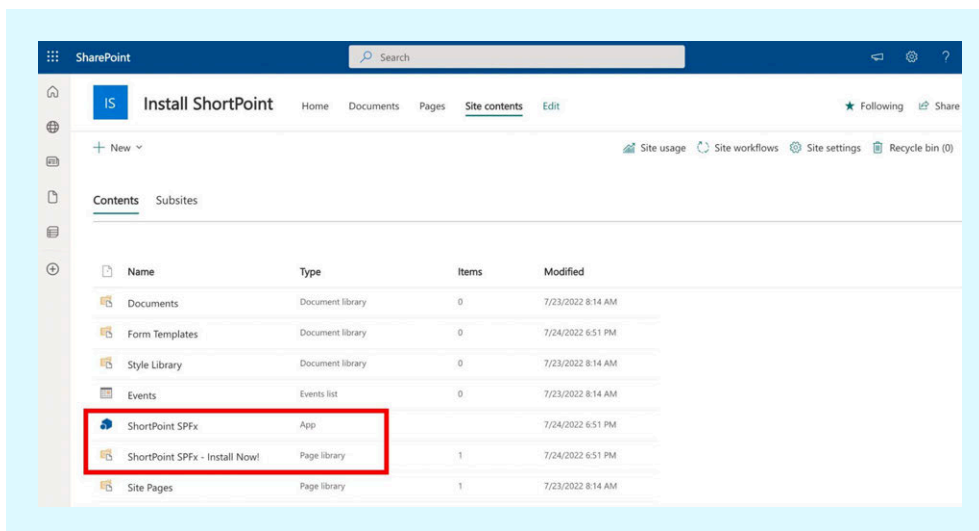 SharePoint Search ?
IS Install ShortPoint Home Documents Pages Site contents Edit Following Share
New Site usage Site workflows Site settings Recycle bin (0)
Contents Subsites
Name Type Items Modified
Documents Document library 0 7/23/2022 8:14 AM
Form Templates Document library 0 7/24/2022 6:51 PM
Style Library Document library 0 7/23/2022 8:14 AM
Events Events list 0 7/23/2022 8:14 AM
ShortPoint SPFx App 7/24/2022 6:51 PM
ShortPoint SPFx - Install Now! Page library 1 7/24/2022 6:51 PM
Site Pages Page library 1 7/23/2022 8:14 AM